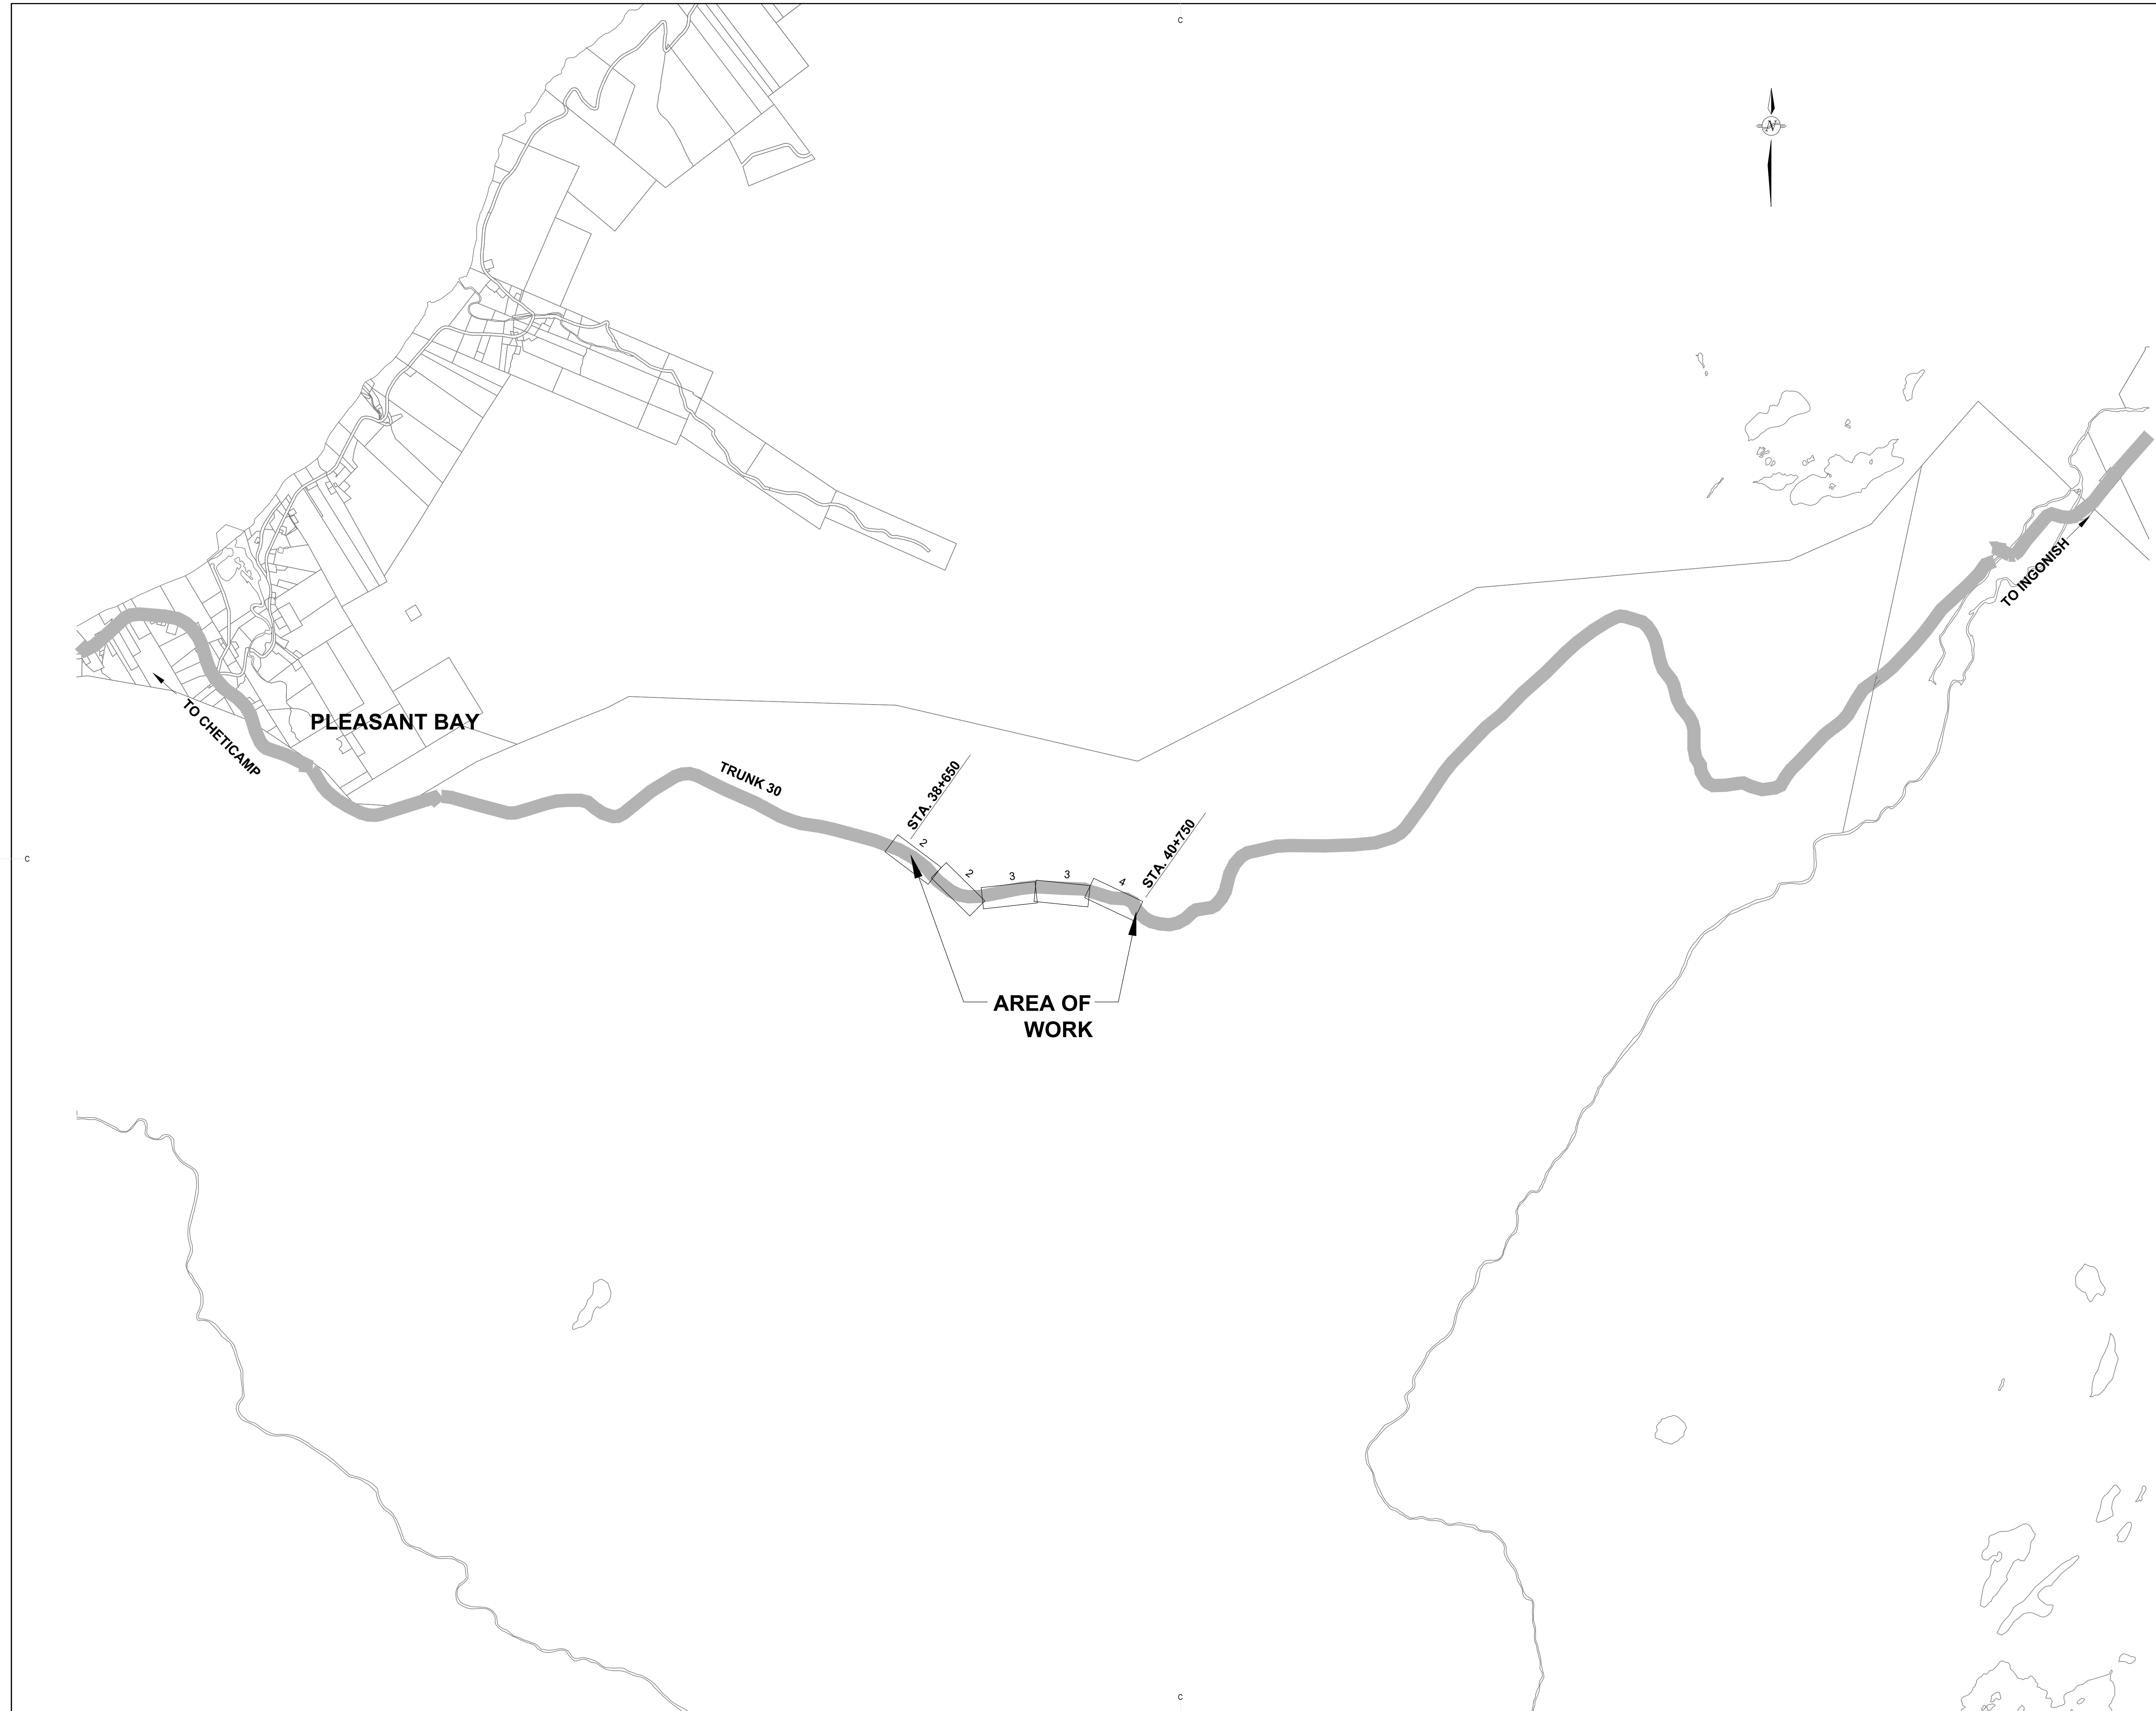 C
N
TO INGONISH
PLEASANT BAY
TO CHETICAMP
TRUNK 30
STA. 38+650
STA. 40+750
C
2
2
3
3
4
AREA OF
WORK
C